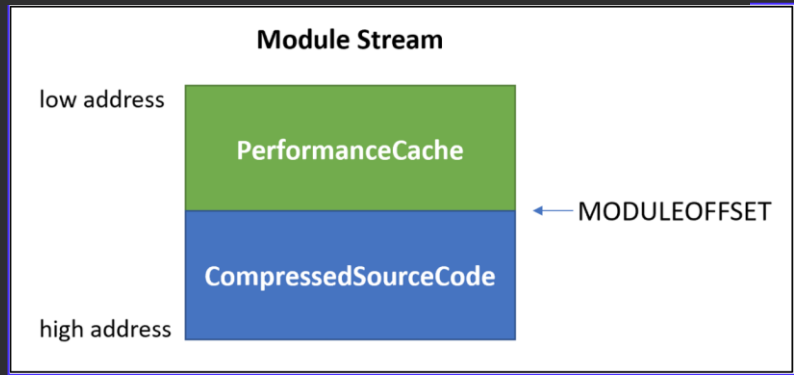 Module Stream
low address
PerformanceCache
MODULEOFFSET
CompressedSourceCode
high address